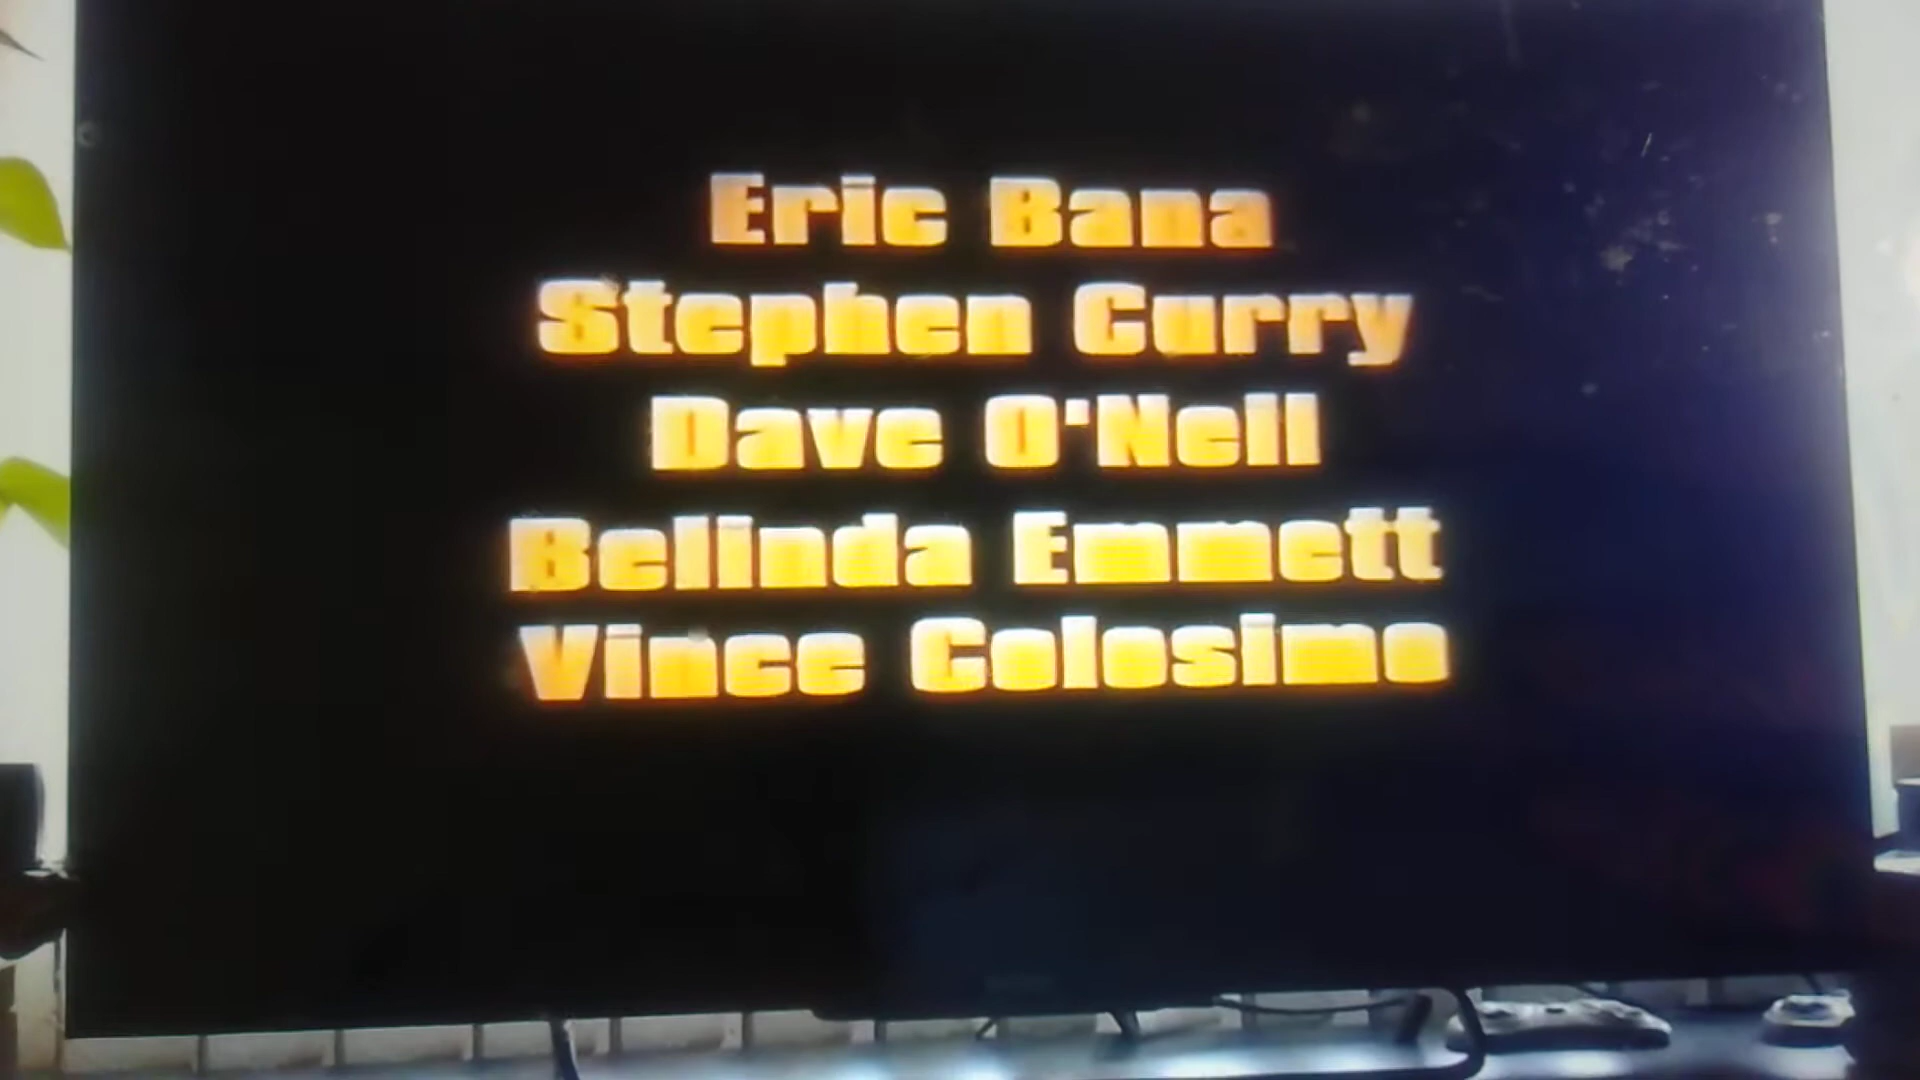 Eric Bana
Stephen Curry
Dave O'Neil
Belinda Emmett
Vince Colosimo